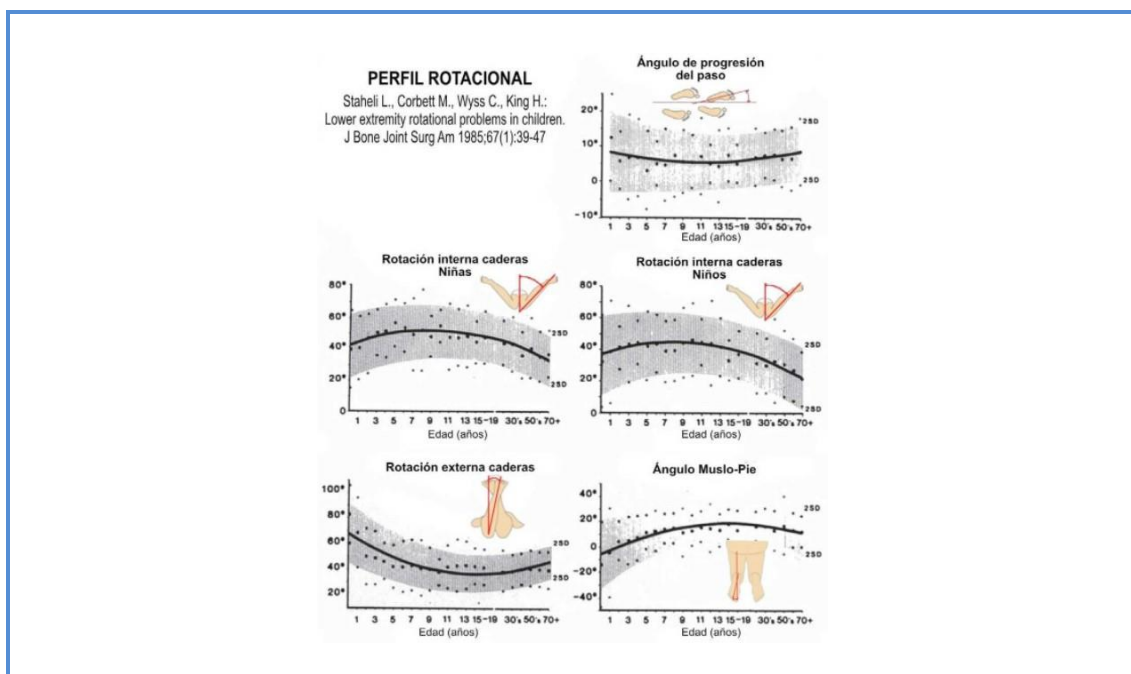 PERFIL ROTACIONAL
Staheli L., Corbett M., Wyss C., King H.:
Lower extremity rotational problems in children.
J Bone Joint Surg Am 1985;67(1):39-47
Ángulo de progresión
del paso
20°
10°
0
-10°
2SD
2SD
1 3 5 7 9 11 13 15-19 30's 50's 70+
Edad (años)
Rotación interna caderas
Niñas
80°
60°
40°
20°
0
2SD
2SD
1 3 5 7 9 11 13 15-19 30's 50's 70+
Edad (años)
Rotación interna caderas
Niños
80°
60°
40°
20°
0
2SD
2SD
1 3 5 7 9 11 13 15-19 30's 50's 70+
Edad (años)
Rotación externa caderas
100°
80°
60°
40°
20°
2SD
2SD
1 3 5 7 9 11 13 15-19 30's 50's 70+
Edad (años)
Ángulo Muslo-Pie
40°
20°
0
-20°
-40°
2SD
2SD
1 3 5 7 9 11 13 15-19 30's 50's 70+
Edad (años)